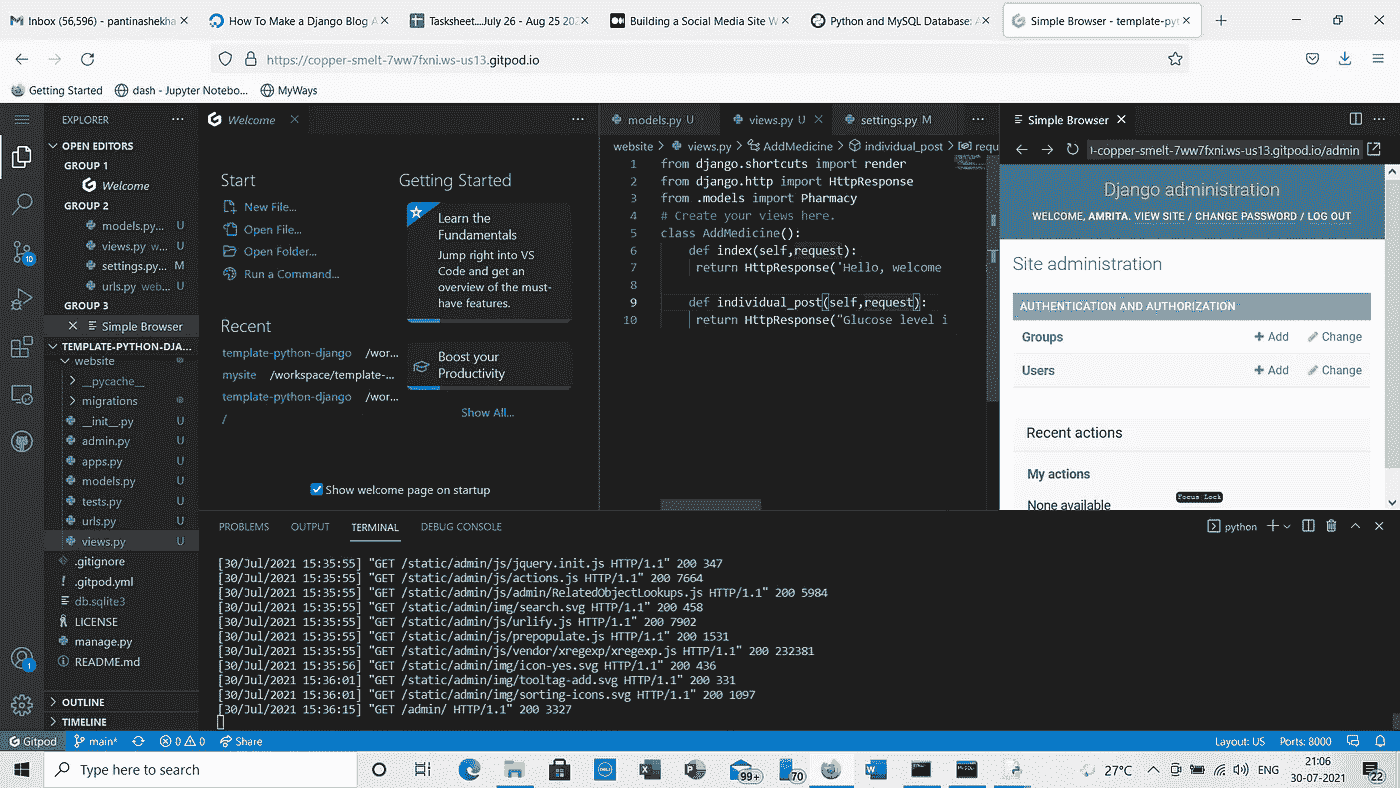 Inbox (56,596) - pantinashekha
How To Make a Django Blog A
Tasksheet....July 26 - Aug 25 202
Building a Social Media Site W
Python and MySQL Database: A
Simple Browser - template-pyt
https://copper-smelt-7ww7fxni.ws-us13.gitpod.io
Getting Started
dash - Jupyter Notebo...
MyWays
EXPLORER
OPEN EDITORS
GROUP 1
Welcome
GROUP 2
models.py... U
views.py w... U
settings.py... M
urls.py web... U
GROUP 3
Simple Browser
TEMPLATE-PYTHON-DJA...
website
__pycache__
migrations
__init__.py U
admin.py U
apps.py U
models.py U
tests.py U
urls.py U
views.py U
.gitignore
.gitpod.yml
db.sqlite3
LICENSE
manage.py
README.md
OUTLINE
TIMELINE
10
1
Welcome
Start
New File...
Open File...
Open Folder...
Run a Command...
Recent
template-python-django /wor...
mysite /workspace/template-...
template-python-django /wor...
/
Getting Started
Learn the
Fundamentals
Jump right into VS
Code and get an
overview of the must-
have features.
Boost your
Productivity
Show All...
Show welcome page on startup
models.py U
views.py U
settings.py M
website > views.py > AddMedicine > individual_post > requ
1 from django.shortcuts import render
2 from django.http import HttpResponse
3 from .models import Pharmacy
4 # Create your views here.
5 class AddMedicine():
6 def index(self,request):
7 return HttpResponse('Hello, welcome
8
9 def individual_post(self,request):
10 return HttpResponse("Glucose level i
Simple Browser
)-copper-smelt-7ww7fxni.ws-us13.gitpod.io/admin
Django administration
WELCOME, AMRITA. VIEW SITE / CHANGE PASSWORD / LOG OUT
Site administration
AUTHENTICATION AND AUTHORIZATION
Groups + Add Change
Users + Add Change
Recent actions
My actions
None available
Focus Lock
PROBLEMS OUTPUT TERMINAL DEBUG CONSOLE
python
[30/Jul/2021 15:35:55] "GET /static/admin/js/jquery.init.js HTTP/1.1" 200 347
[30/Jul/2021 15:35:55] "GET /static/admin/js/actions.js HTTP/1.1" 200 7664
[30/Jul/2021 15:35:55] "GET /static/admin/js/admin/RelatedObjectLookups.js HTTP/1.1" 200 5984
[30/Jul/2021 15:35:55] "GET /static/admin/img/search.svg HTTP/1.1" 200 458
[30/Jul/2021 15:35:55] "GET /static/admin/js/urlify.js HTTP/1.1" 200 7902
[30/Jul/2021 15:35:55] "GET /static/admin/js/prepopulate.js HTTP/1.1" 200 1531
[30/Jul/2021 15:35:55] "GET /static/admin/js/vendor/xregexp/xregexp.js HTTP/1.1" 200 232381
[30/Jul/2021 15:35:56] "GET /static/admin/img/icon-yes.svg HTTP/1.1" 200 436
[30/Jul/2021 15:36:01] "GET /static/admin/img/tooltag-add.svg HTTP/1.1" 200 331
[30/Jul/2021 15:36:01] "GET /static/admin/img/sorting-icons.svg HTTP/1.1" 200 1097
[30/Jul/2021 15:36:15] "GET /admin/ HTTP/1.1" 200 3327
Gitpod main* 0 0 Share
Layout: US Ports: 8000
Type here to search
99+
70
27°C
ENG
21:06
30-07-2021
22